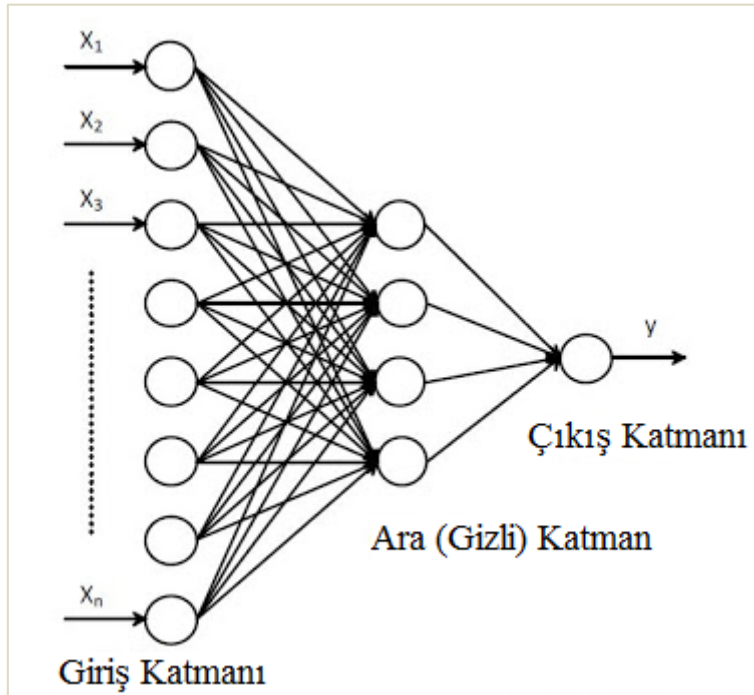 X1
X2
X3
y
Çıkış Katmanı
Ara (Gizli) Katman
Xn
Giriş Katmanı